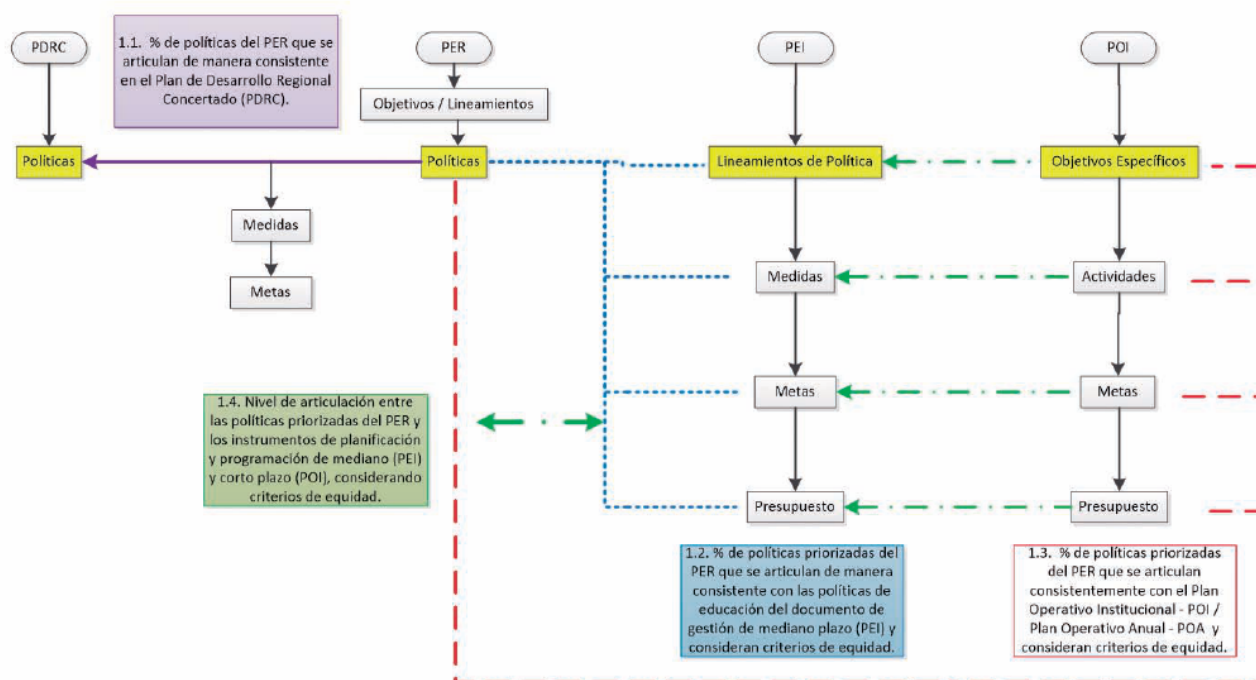 PDRC
1.1. % de políticas del PER que se
articulan de manera consistente
en el Plan de Desarrollo Regional
Concertado (PDRC).
PER
PEI
POI
Objetivos / Lineamientos
Políticas
Políticas
Lineamientos de Política
Objetivos Específicos
Medidas
Metas
Medidas
Actividades
1.4. Nivel de articulación entre
las políticas priorizadas del PER y
los instrumentos de planificación
y programación de mediano (PEI)
y corto plazo (POI), considerando
criterios de equidad.
Metas
Metas
Presupuesto
Presupuesto
1.2. % de políticas priorizadas del
PER que se articulan de manera
consistente con las políticas de
educación del documento de
gestión de mediano plazo (PEI) y
consideran criterios de equidad.
1.3. % de políticas priorizadas
del PER que se articulan
consistentemente con el Plan
Operativo Institucional - POI /
Plan Operativo Anual - POA y
consideran criterios de equidad.